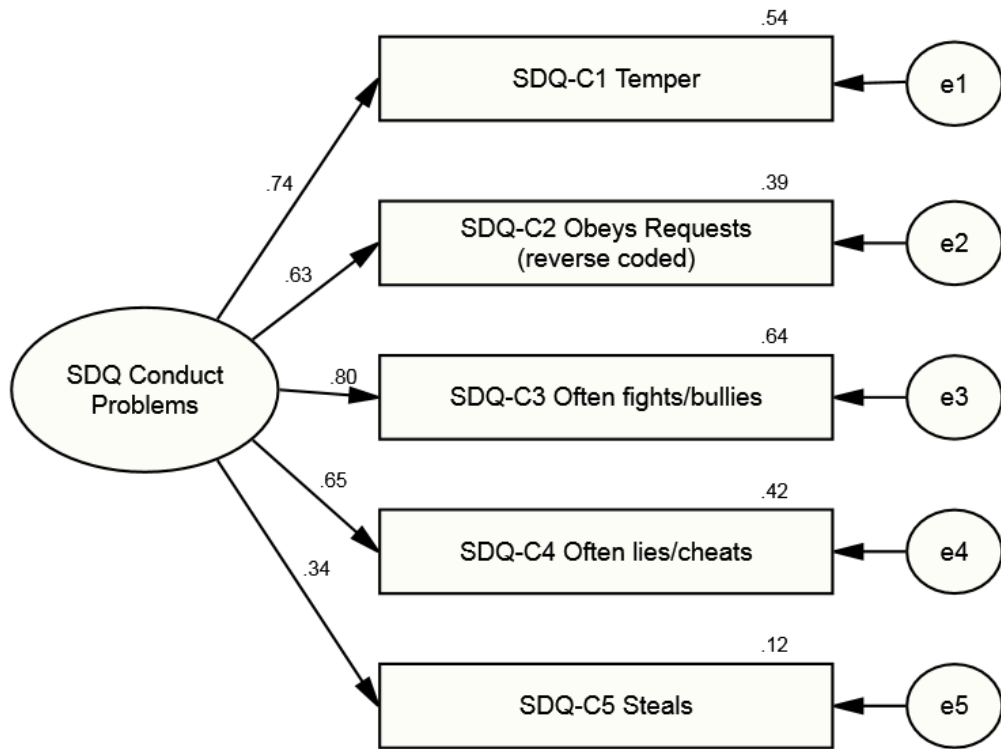 .54
SDQ-C1 Temper
e1
.74
.39
SDQ-C2 Obeys Requests
(reverse coded)
e2
.63
.64
SDQ Conduct
Problems
.80
SDQ-C3 Often fights/bullies
e3
.65
.42
SDQ-C4 Often lies/cheats
e4
.34
.12
SDQ-C5 Steals
e5